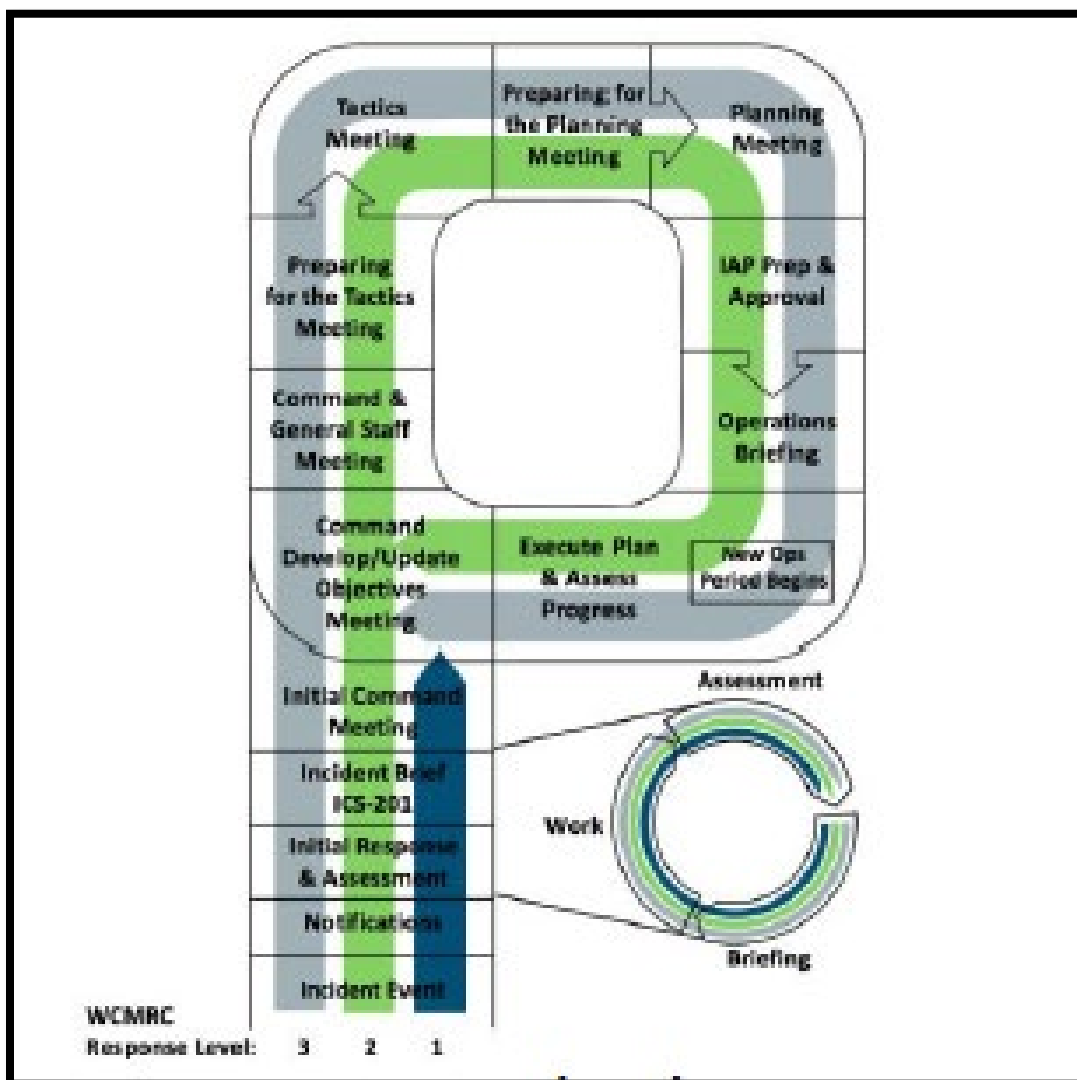 Tactics
Meeting
Preparing for
the Planning
Meeting
Planning
Meeting
Preparing
for the Tactics
Meeting
IAP Prep &
Approval
Command &
General Staff
Meeting
Operations
Briefing
Command
Develop/Update
Objectives
Meeting
Execute Plan
& Assess
Progress
New Ops
Period Begins
Initial Command
Meeting
Incident Brief
ICS-201
Initial Response
& Assessment
Notifications
Incident Event
Assessment
Work
Briefing
WCMRC
Response Level: 3 2 1